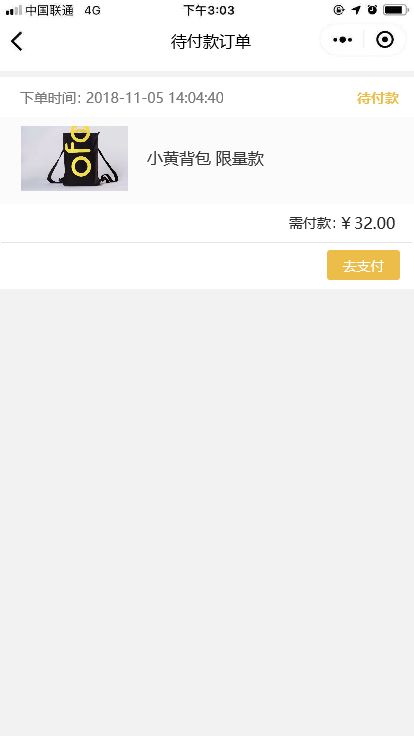 中国联通 4G 下午3:03
待付款订单
下单时间: 2018-11-05 14:04:40 待付款
ofo
小黄背包 限量款
需付款: ¥ 32.00
去支付